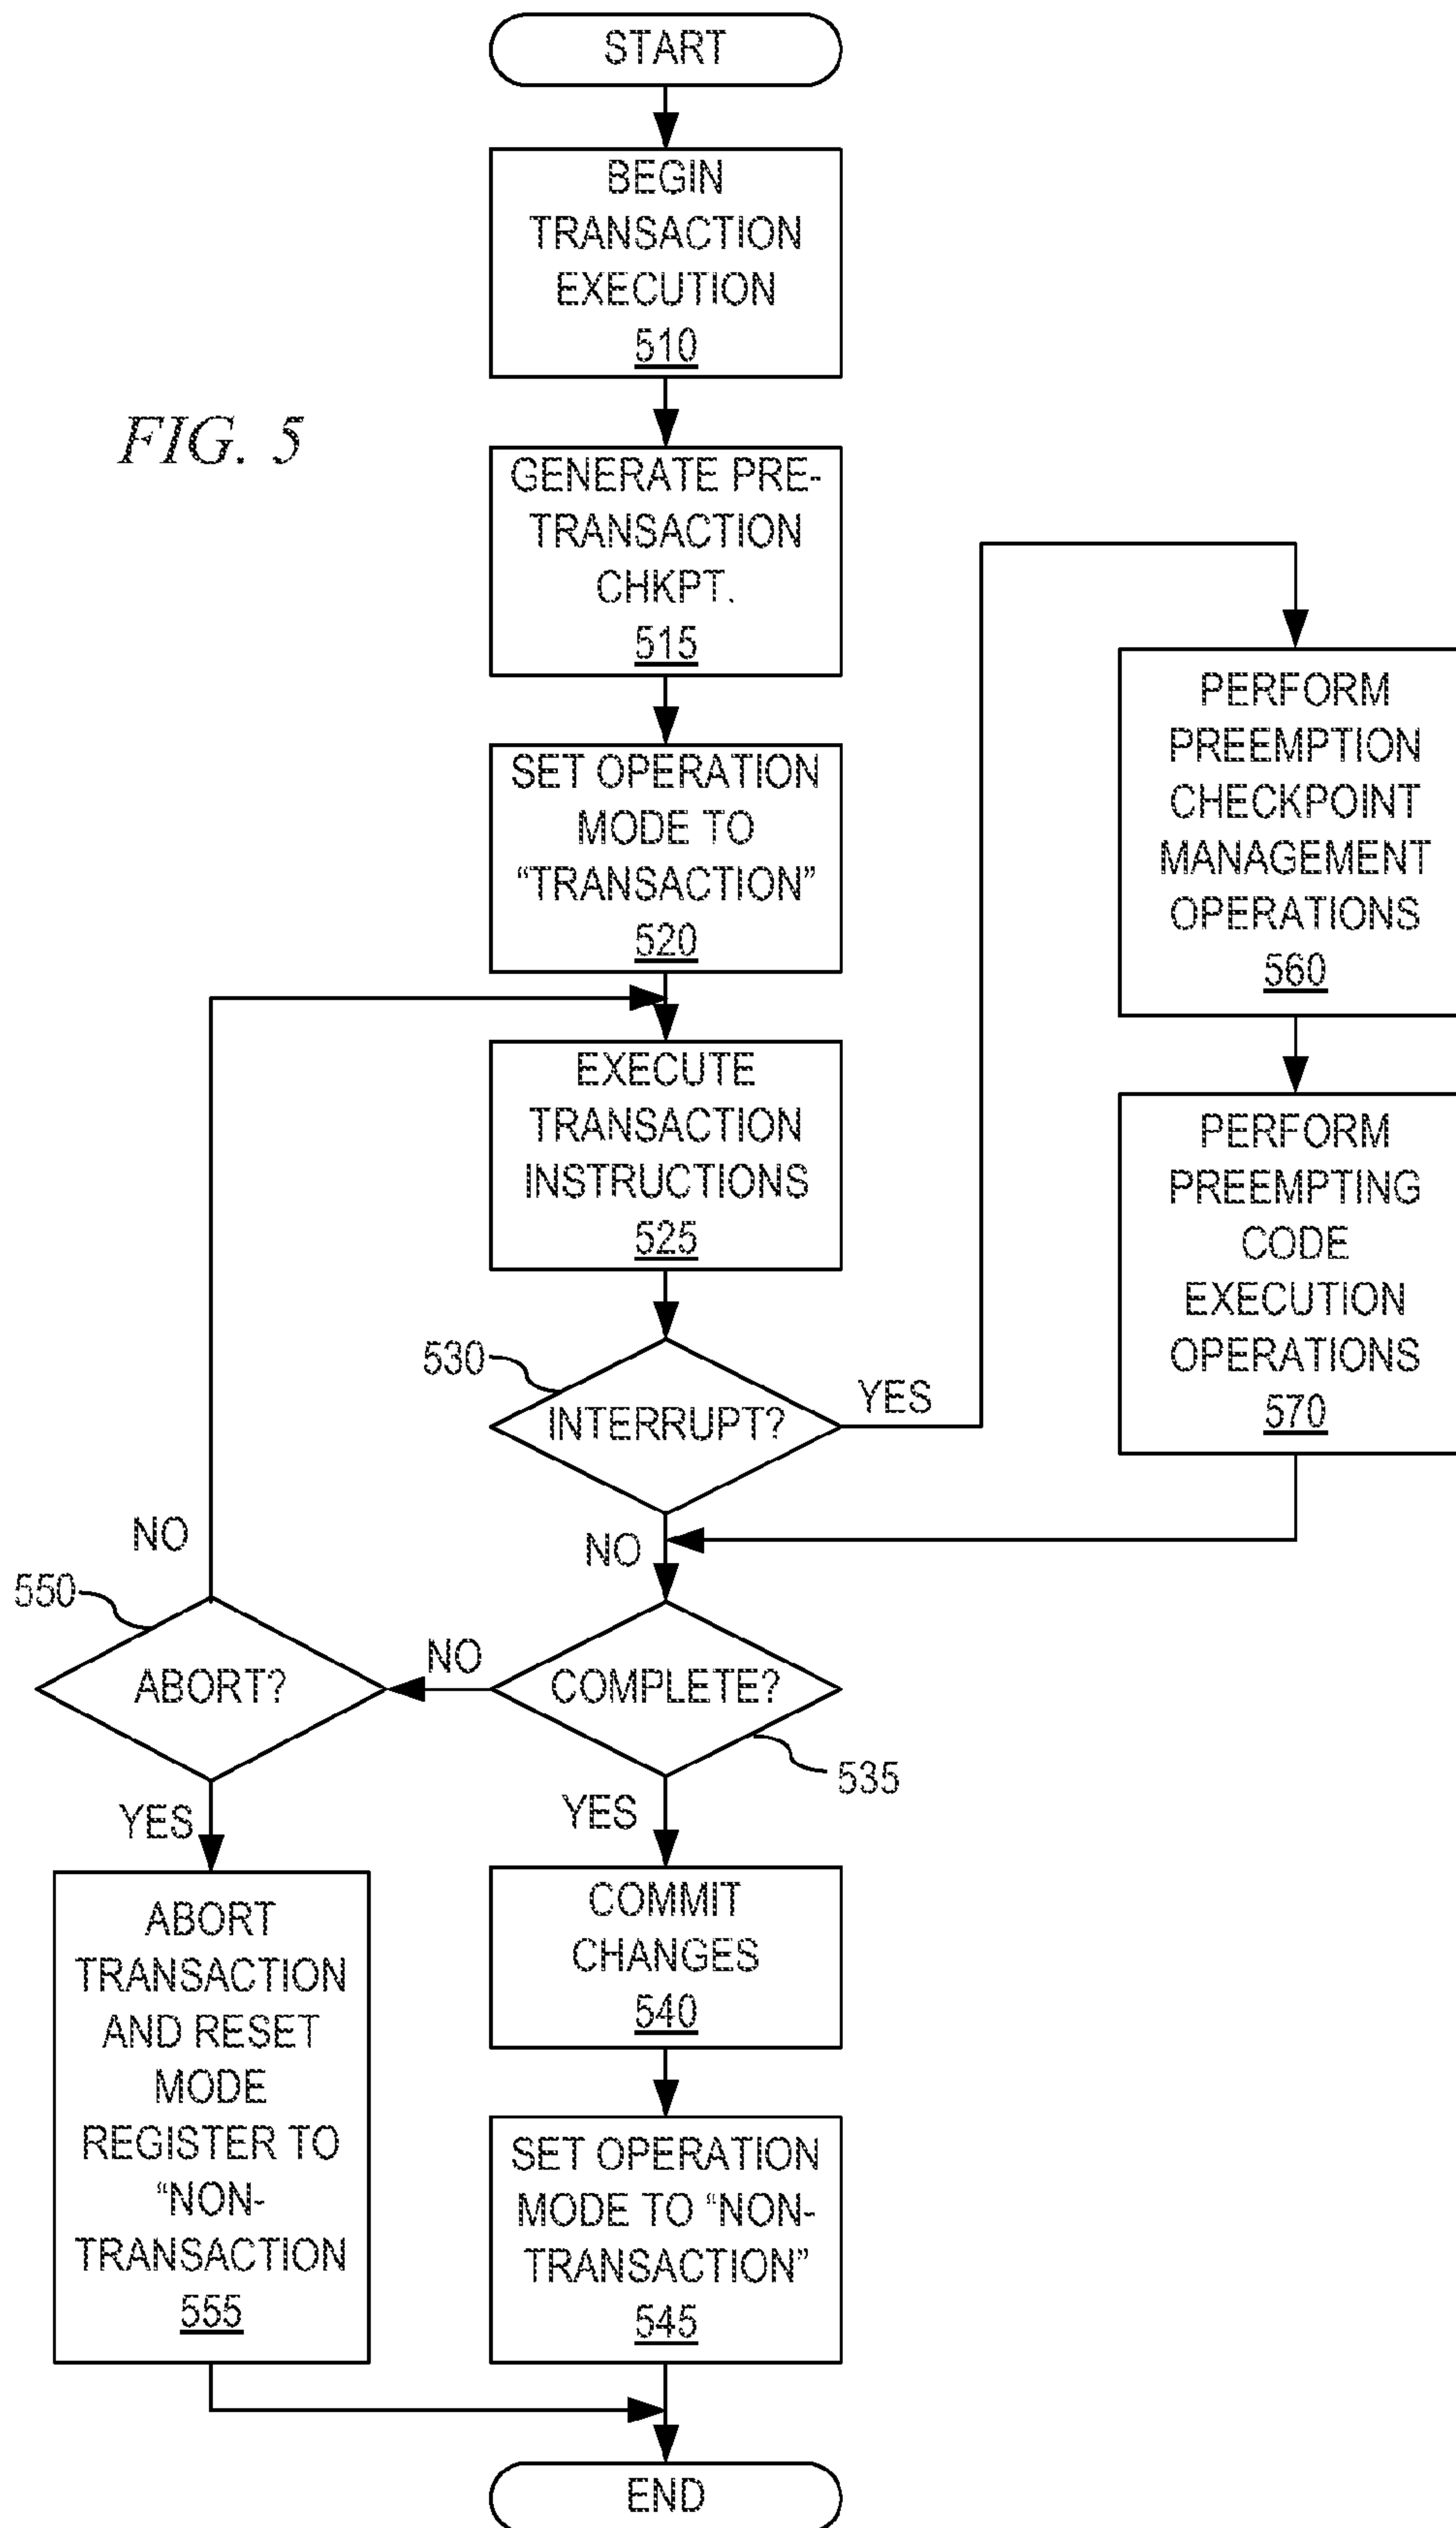 START
BEGIN
TRANSACTION
EXECUTION
510
FIG. 5
GENERATE PRE-
TRANSACTION
CHKPT.
515
SET OPERATION
MODE TO
“TRANSACTION”
520
EXECUTE
TRANSACTION
INSTRUCTIONS
525
530
INTERRUPT?
YES
PERFORM
PREEMPTION
CHECKPOINT
MANAGEMENT
OPERATIONS
560
PERFORM
PREEMPTING
CODE
EXECUTION
OPERATIONS
570
NO
COMPLETE?
535
NO
550
ABORT?
NO
YES
ABORT
TRANSACTION
AND RESET
MODE
REGISTER TO
“NON-
TRANSACTION
555
YES
COMMIT
CHANGES
540
SET OPERATION
MODE TO “NON-
TRANSACTION”
545
END